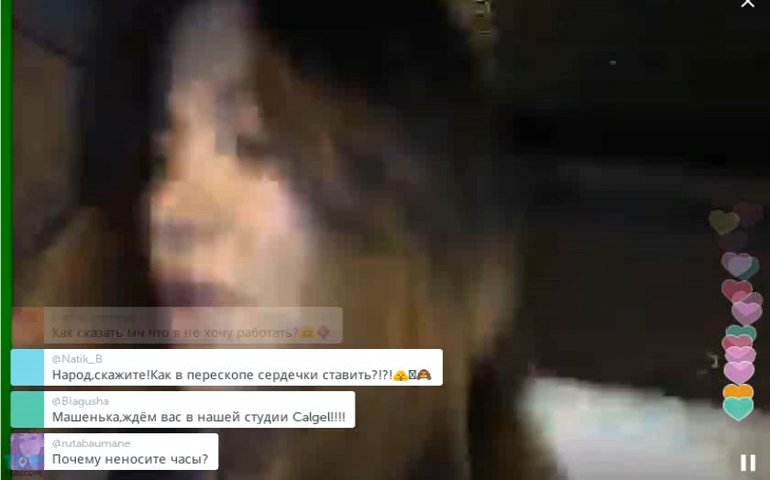 Как сказать мч что я не хочу работать?
@Natik_B
Народ,скажите!Как в перескопе сердечки ставить?!?!
@Blagusha
Машенька,ждём вас в нашей студии Calgel!!!!
@rutabaumane
Почему неносите часы?